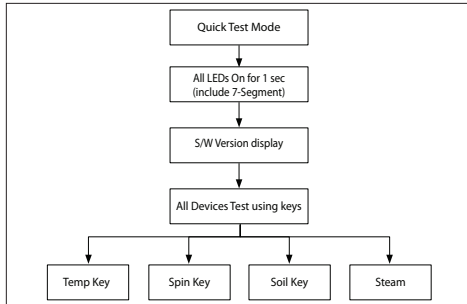 Quick Test Mode
All LEDs On for 1 sec
(include 7-Segment)
S/W Version display
All Devices Test using keys
Temp Key
Spin Key
Soil Key
Steam